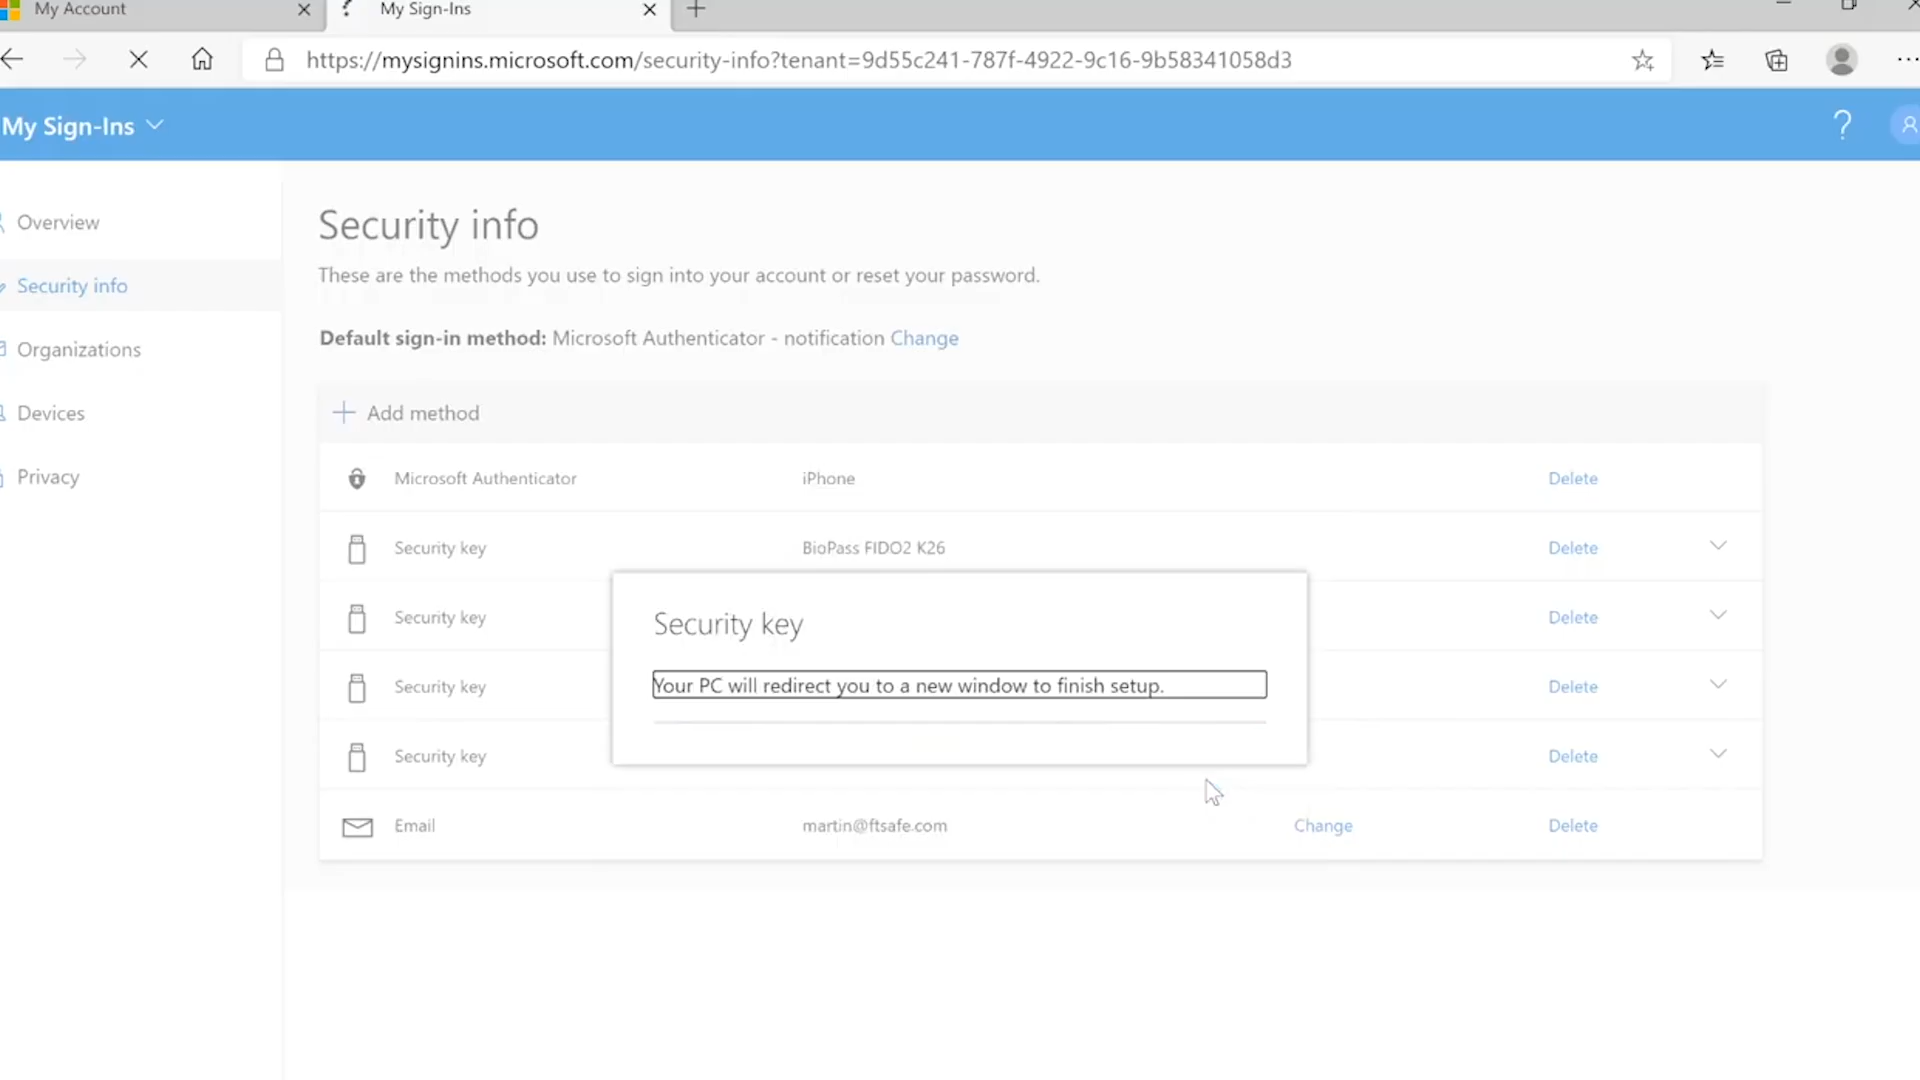 My Account
My Sign-Ins
https://mysignins.microsoft.com/security-info?tenant=9d55c241-787f-4922-9c16-9b58341058d3
My Sign-Ins
Overview
Security info
Organizations
Devices
Privacy
Security info
These are the methods you use to sign into your account or reset your password.
Default sign-in method: Microsoft Authenticator - notification Change
Add method
Microsoft Authenticator iPhone Delete
Security key BioPass FIDO2 K26 Delete
Security key Delete
Security key Delete
Security key Delete
Email martin@ftsafe.com Change Delete
Security key
Your PC will redirect you to a new window to finish setup.